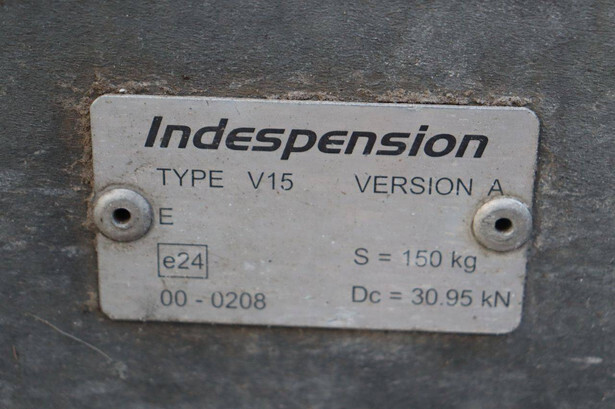 Indespension
TYPE V15 VERSION A
E
e24 S = 150 kg
00 - 0208 Dc = 30.95 kN